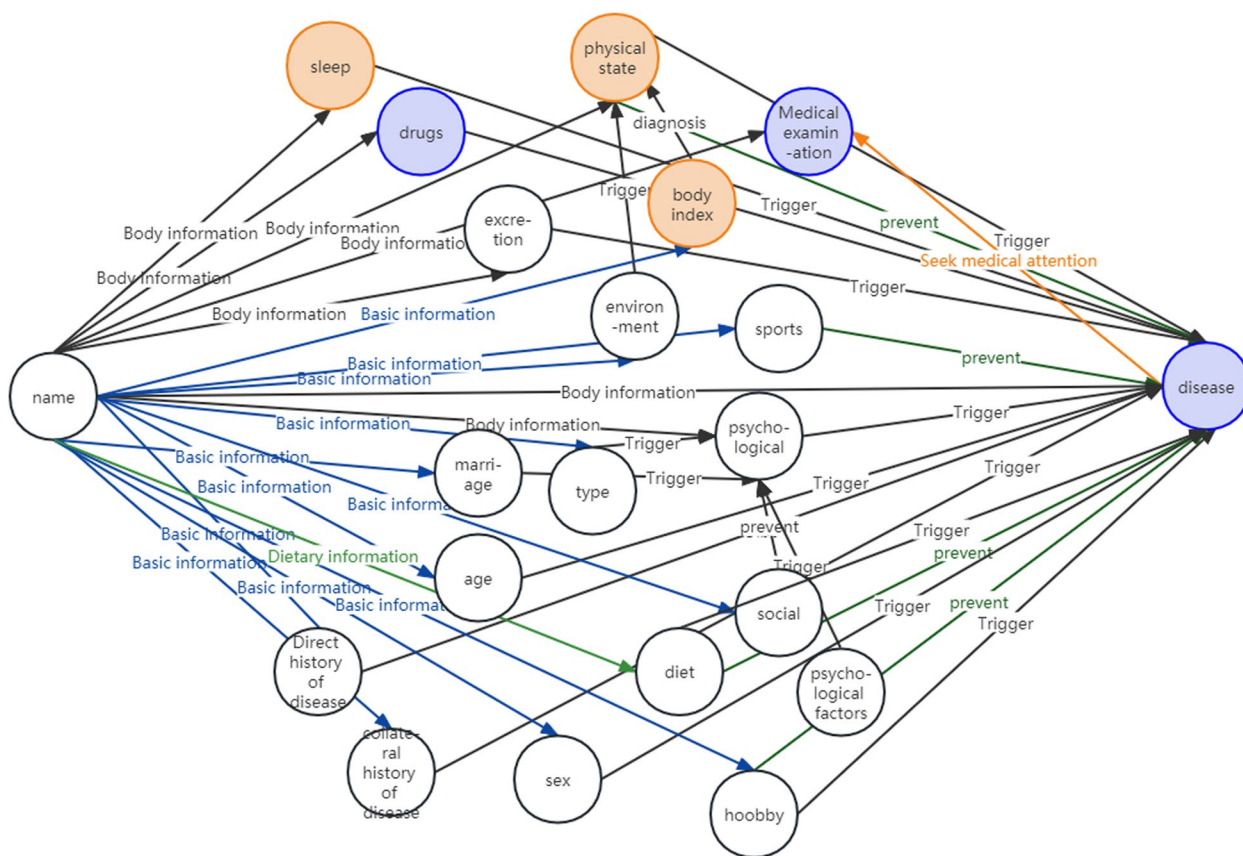 sleep
physical
state
drugs
Medical
examin
-ation
diagnosis
Trigger
body
index
Trigger
excre-
tion
prevent
Body information
Body information
Body information
Trigger
Seek medical attention
Body information
Trigger
Body information
Basic information
environ
-ment
sports
Basic information
prevent
Basic information
name
Body information
disease
Basic information
Body information
Trigger
psycho-
logical
Trigger
Basic information
marri-
age
Trigger
type
Trigger
Trigger
Basic information
Basic informa
prevent
Basic information
Trigger
Dietary information
prevent
Basic information
Trigger
age
Basic information
Basic informa
social
prevent
Trigger
Trigger
Direct
history
of
disease
diet
psycho-
logical
factors
collate-
ral
history
of
disease
sex
hoobby